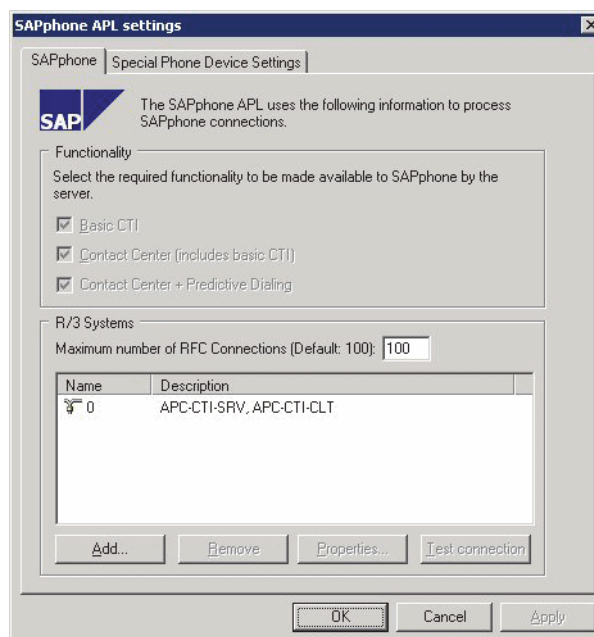 SAPphone APL settings
SAPphone
Special Phone Device Settings
SAP
The SAPphone APL uses the following information to process
SAPphone connections.
Functionality
Select the required functionality to be made available to SAPphone by the
server.
Basic CTI
Contact Center (includes basic CTI)
Contact Center + Predictive Dialing
R/3 Systems
Maximum number of RFC Connections (Default: 100): 100
Name Description
0 APC-CTI-SRV, APC-CTI-CLT
Add... Remove Properties... Test connection
OK Cancel Apply